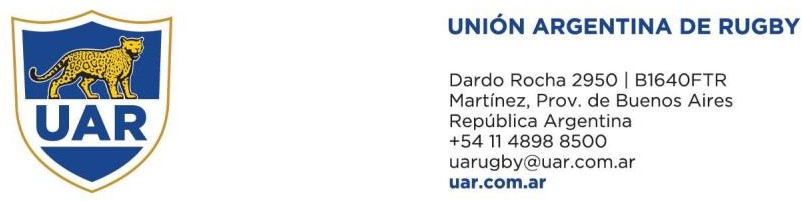 UAR
UNIÓN ARGENTINA DE RUGBY
Dardo Rocha 2950 | B1640FTR
Martínez, Prov. de Buenos Aires
República Argentina
+54 11 4898 8500
uarugby@uar.com.ar
uar.com.ar